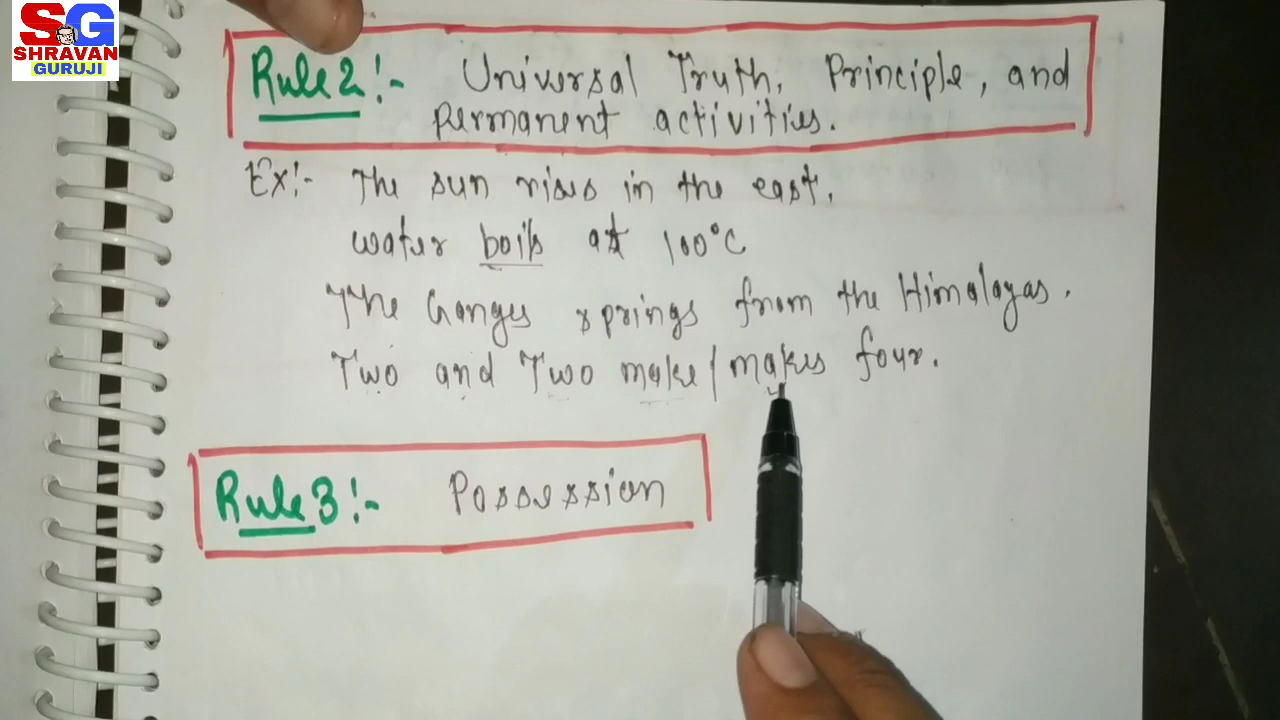 SG
SHRAVAN
GURUJI
Rule 2:- Universal Truth, Principle, and
permanent activities.
Ex:- The sun rises in the east.
water boils at 100°C
The Ganges springs from the Himalayas.
Two and Two make/makes four.
Rule 3:- Possession